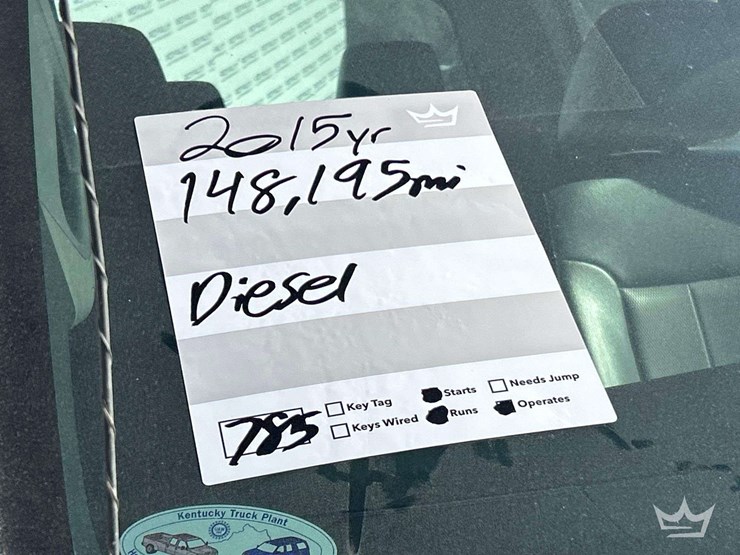 2015yr
148,195mi
Diesel
785
Key Tag
Starts
Needs Jump
Keys Wired
Runs
Operates
Kentucky Truck Plant